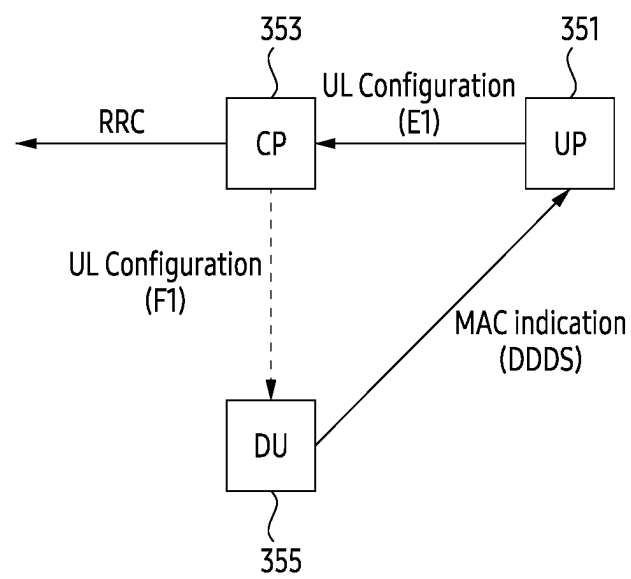 353
351
UL Configuration
(E1)
RRC
CP
UP
UL Configuration
(F1)
MAC indication
(DDDS)
DU
355